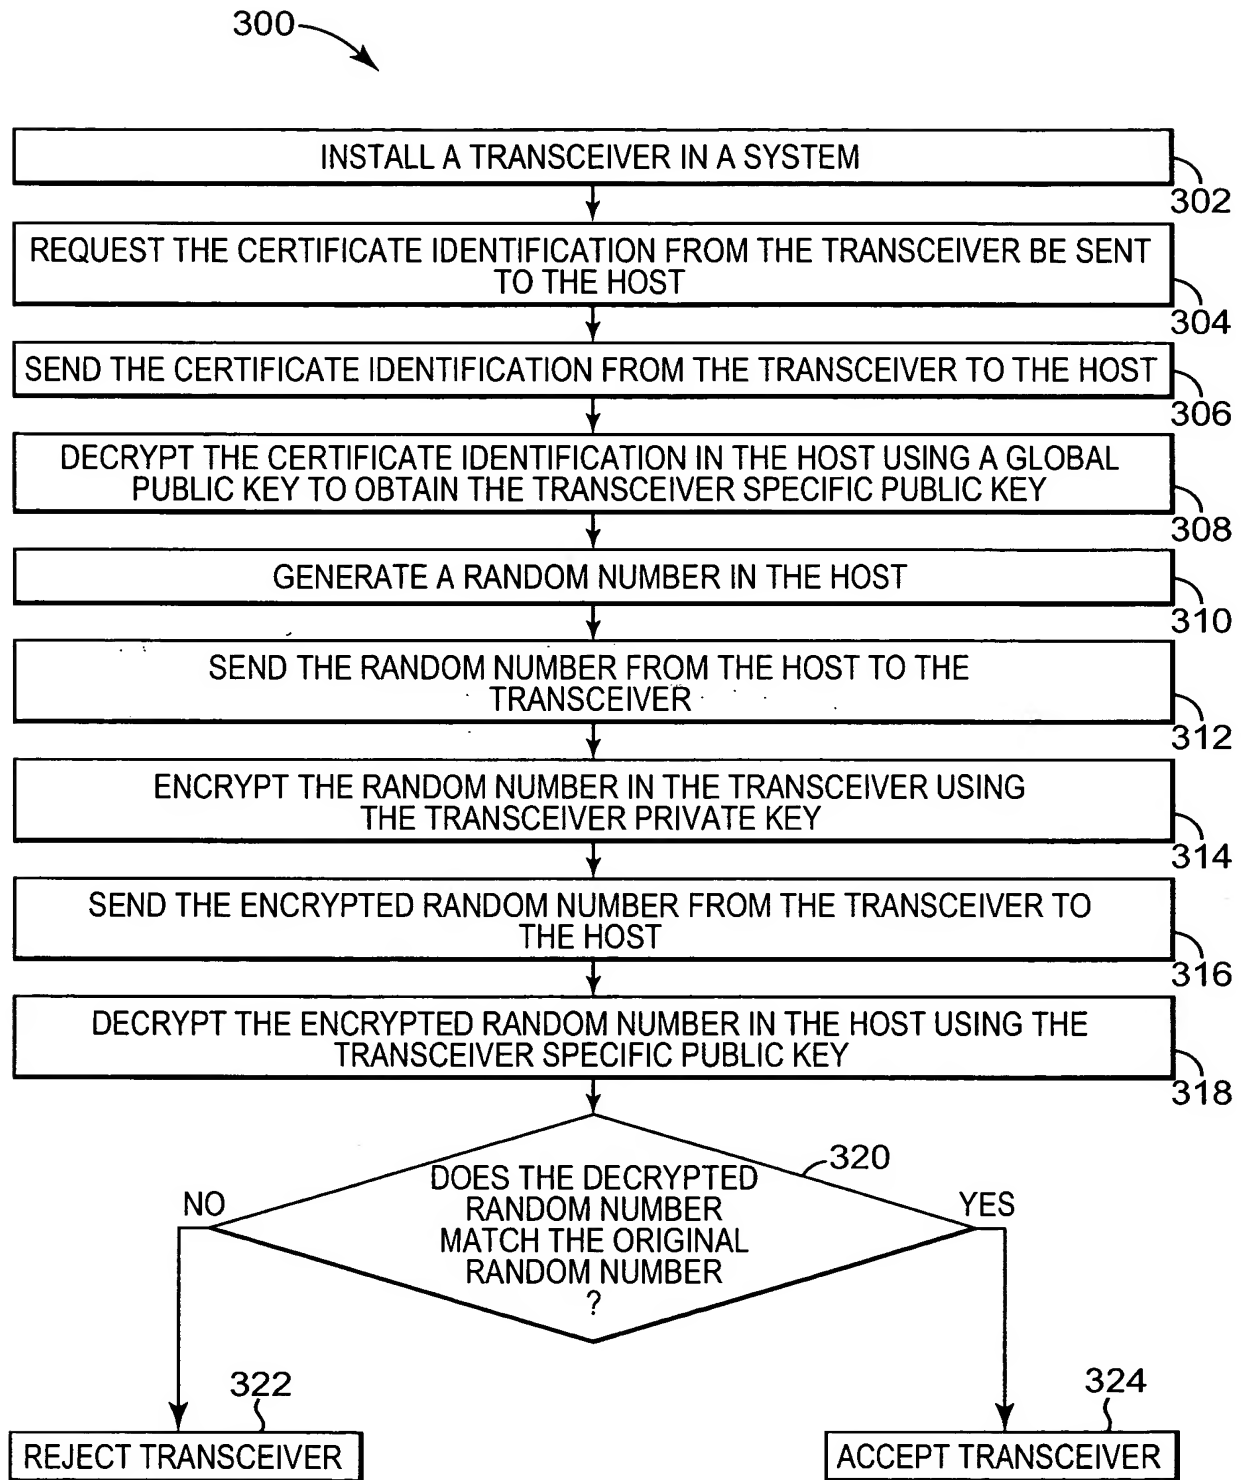 300
INSTALL A TRANSCEIVER IN A SYSTEM
302
REQUEST THE CERTIFICATE IDENTIFICATION FROM THE TRANSCEIVER BE SENT
TO THE HOST
304
SEND THE CERTIFICATE IDENTIFICATION FROM THE TRANSCEIVER TO THE HOST
306
DECRYPT THE CERTIFICATE IDENTIFICATION IN THE HOST USING A GLOBAL
PUBLIC KEY TO OBTAIN THE TRANSCEIVER SPECIFIC PUBLIC KEY
308
GENERATE A RANDOM NUMBER IN THE HOST
310
SEND THE RANDOM NUMBER FROM THE HOST TO THE
TRANSCEIVER
312
ENCRYPT THE RANDOM NUMBER IN THE TRANSCEIVER USING
THE TRANSCEIVER PRIVATE KEY
314
SEND THE ENCRYPTED RANDOM NUMBER FROM THE TRANSCEIVER TO
THE HOST
316
DECRYPT THE ENCRYPTED RANDOM NUMBER IN THE HOST USING THE
TRANSCEIVER SPECIFIC PUBLIC KEY
318
320
DOES THE DECRYPTED
RANDOM NUMBER
MATCH THE ORIGINAL
RANDOM NUMBER
?
NO
YES
322
REJECT TRANSCEIVER
324
ACCEPT TRANSCEIVER